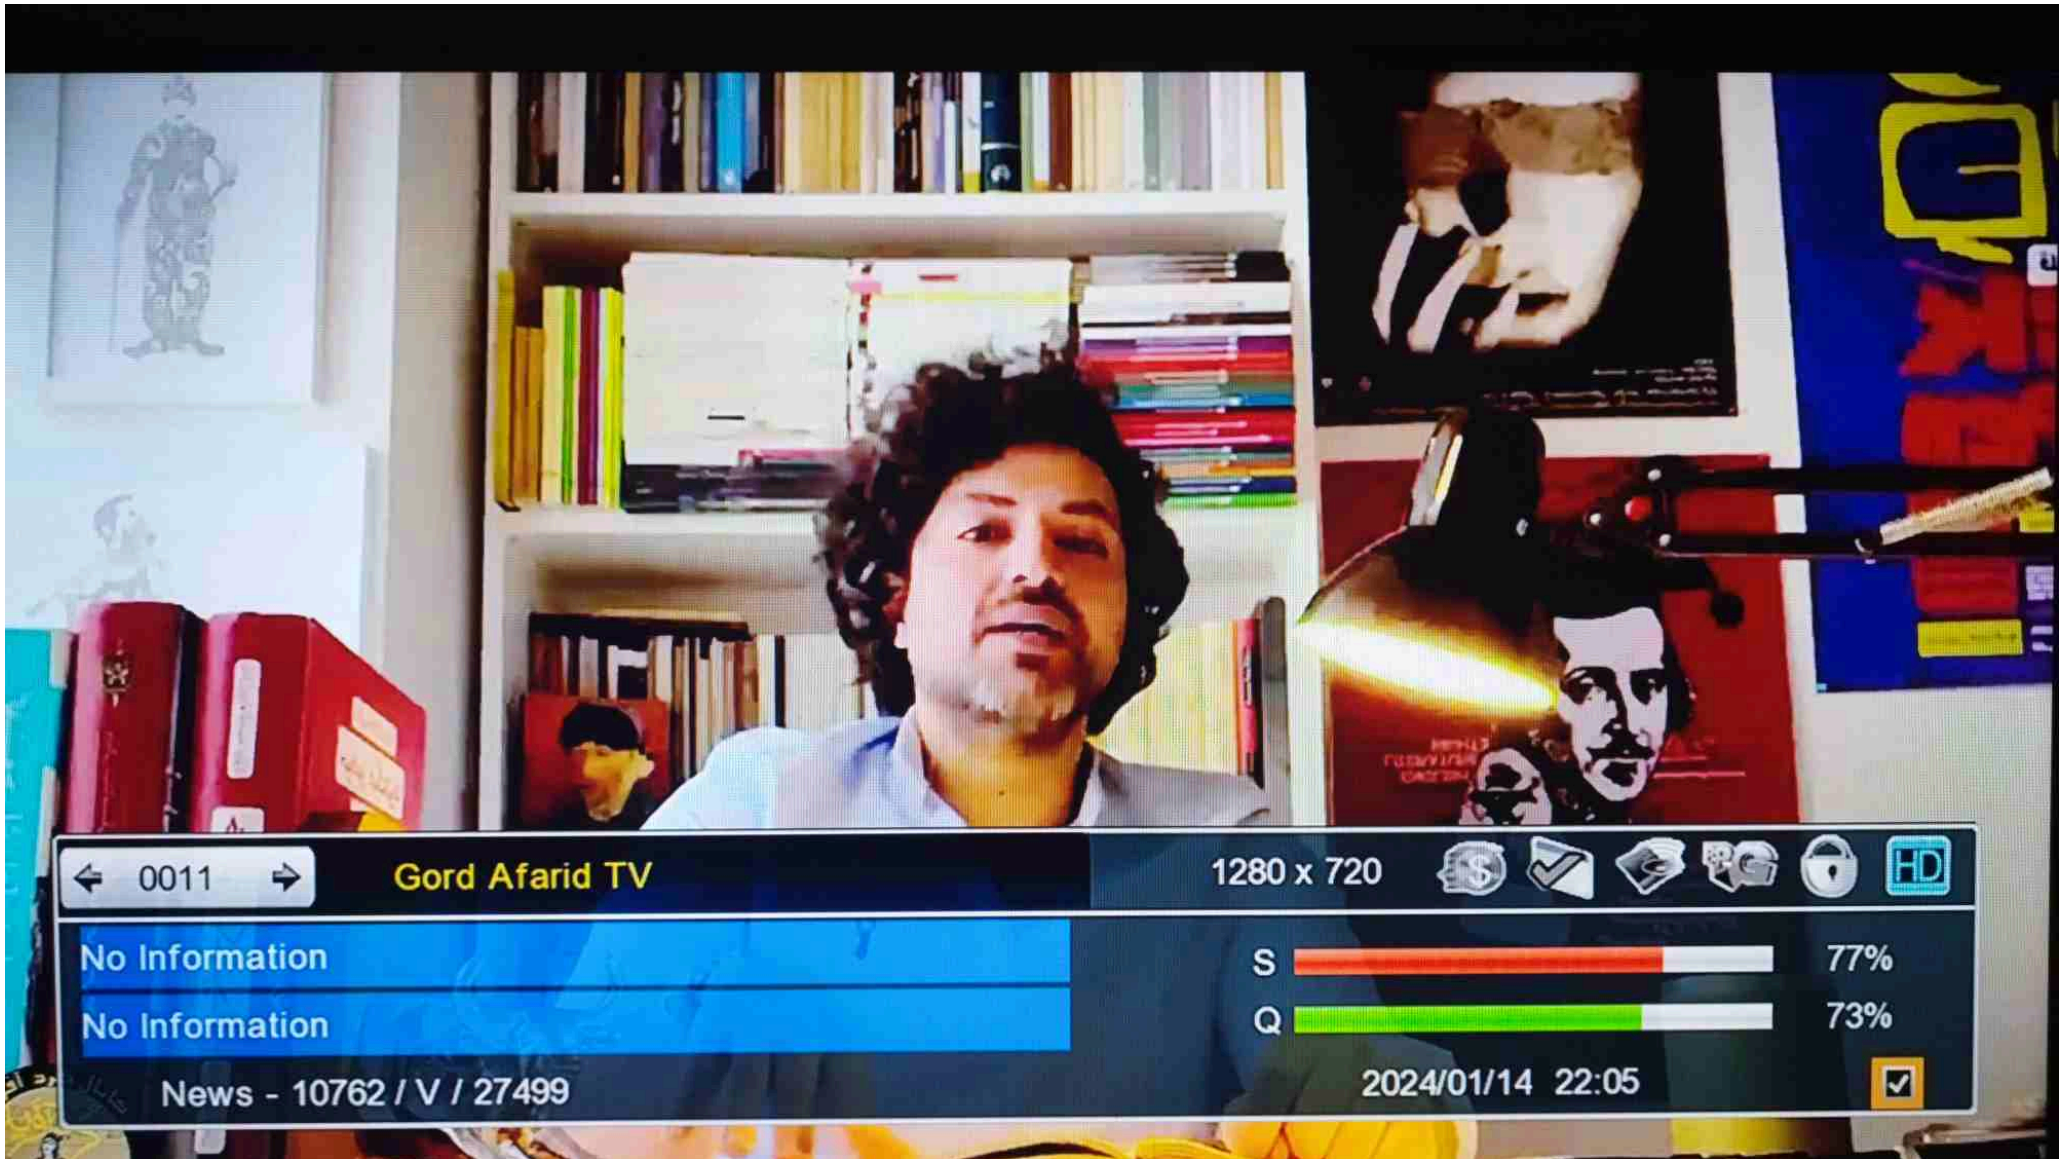 0011
Gord Afarid TV
1280 x 720
HD
No Information
S 77%
No Information
Q 73%
News - 10762 / V / 27499
2024/01/14 22:05